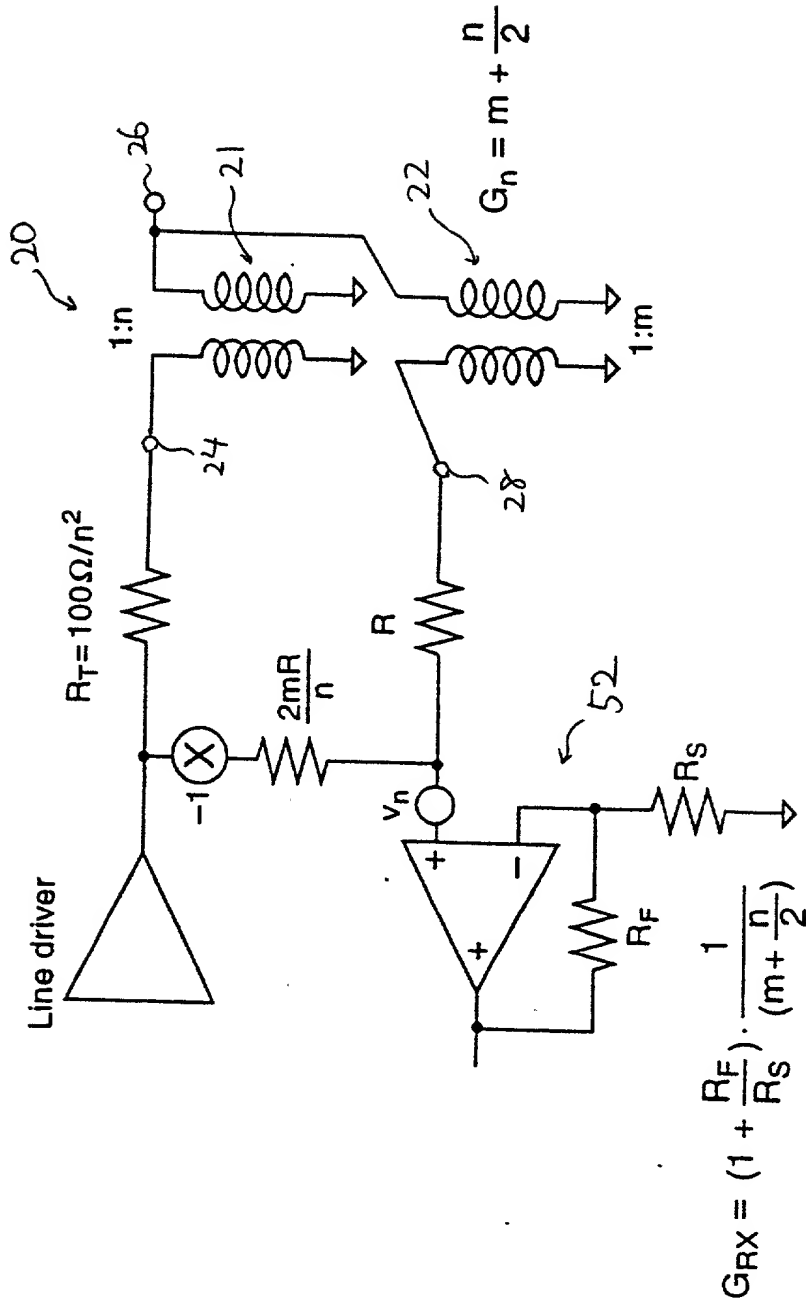 20
26
1:n
21
24
R_T=100Ω/n²
Line driver
-1
X
2mR/n
R
28
22
1:m
G_n = m + n/2
v_n
+
-
+
52
R_F
R_S
G_RX = (1 + R_F/R_S) · 1/(m+n/2)